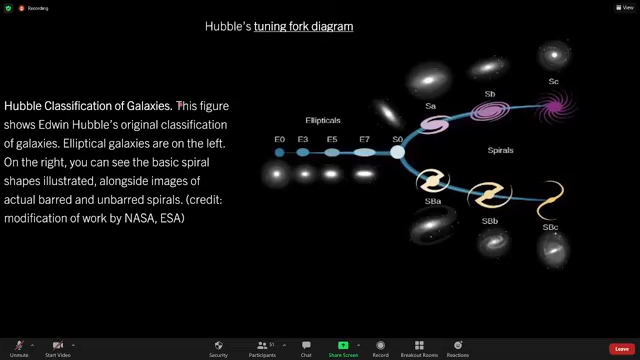 Recording
View
Hubble's tuning fork diagram
Hubble Classification of Galaxies. This figure
shows Edwin Hubble's original classification
of galaxies. Elliptical galaxies are on the left.
On the right, you can see the basic spiral
shapes illustrated, alongside images of
actual barred and unbarred spirals. (credit:
modification of work by NASA, ESA)
Ellipticals
E0 E3 E5 E7 S0
Sa Sb Sc
Spirals
SBa SBb SBc
Unmute
Start Video
Security
Participants
51
Chat
Share Screen
Record
Breakout Rooms
Reactions
Leave